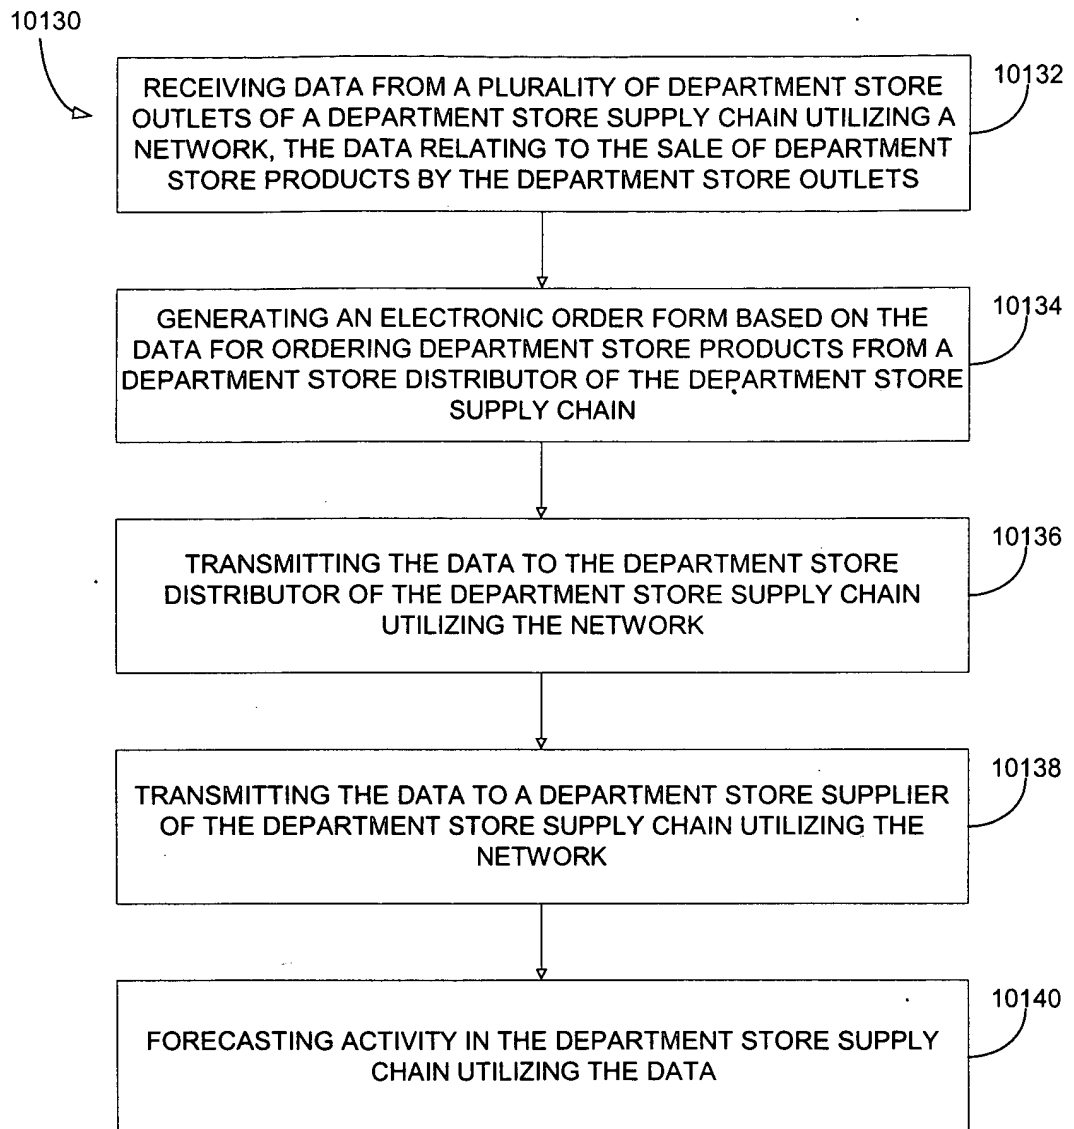 10130
10132
RECEIVING DATA FROM A PLURALITY OF DEPARTMENT STORE
OUTLETS OF A DEPARTMENT STORE SUPPLY CHAIN UTILIZING A
NETWORK, THE DATA RELATING TO THE SALE OF DEPARTMENT
STORE PRODUCTS BY THE DEPARTMENT STORE OUTLETS
10134
GENERATING AN ELECTRONIC ORDER FORM BASED ON THE
DATA FOR ORDERING DEPARTMENT STORE PRODUCTS FROM A
DEPARTMENT STORE DISTRIBUTOR OF THE DEPARTMENT STORE
SUPPLY CHAIN
10136
TRANSMITTING THE DATA TO THE DEPARTMENT STORE
DISTRIBUTOR OF THE DEPARTMENT STORE SUPPLY CHAIN
UTILIZING THE NETWORK
10138
TRANSMITTING THE DATA TO A DEPARTMENT STORE SUPPLIER
OF THE DEPARTMENT STORE SUPPLY CHAIN UTILIZING THE
NETWORK
10140
FORECASTING ACTIVITY IN THE DEPARTMENT STORE SUPPLY
CHAIN UTILIZING THE DATA